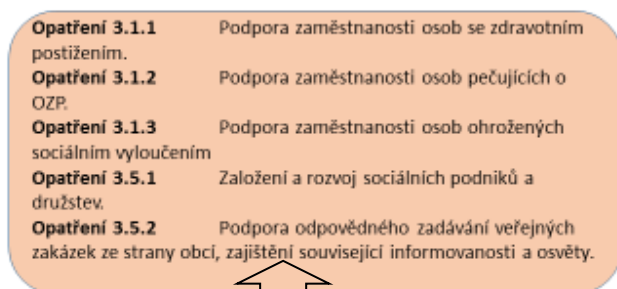 Opatření 3.1.1 Podpora zaměstnanosti osob se zdravotním
postižením.
Opatření 3.1.2 Podpora zaměstnanosti osob pečujících o
OZP.
Opatření 3.1.3 Podpora zaměstnanosti osob ohrožených
sociálním vyloučením
Opatření 3.5.1 Založení a rozvoj sociálních podniků a
družstev.
Opatření 3.5.2 Podpora odpovědného zadávání veřejných
zakázek ze strany obcí, zajištění související informovanosti a osvěty.